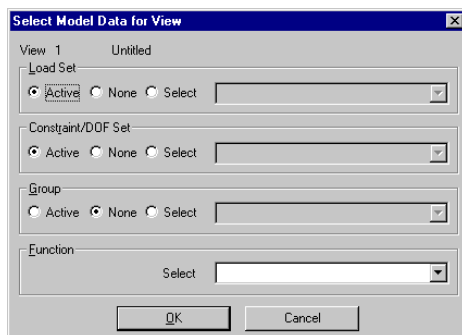 Select Model Data for View
View 1 Untitled
Load Set
Active None Select
Constraint/DOF Set
Active None Select
Group
Active None Select
Function
Select
OK Cancel